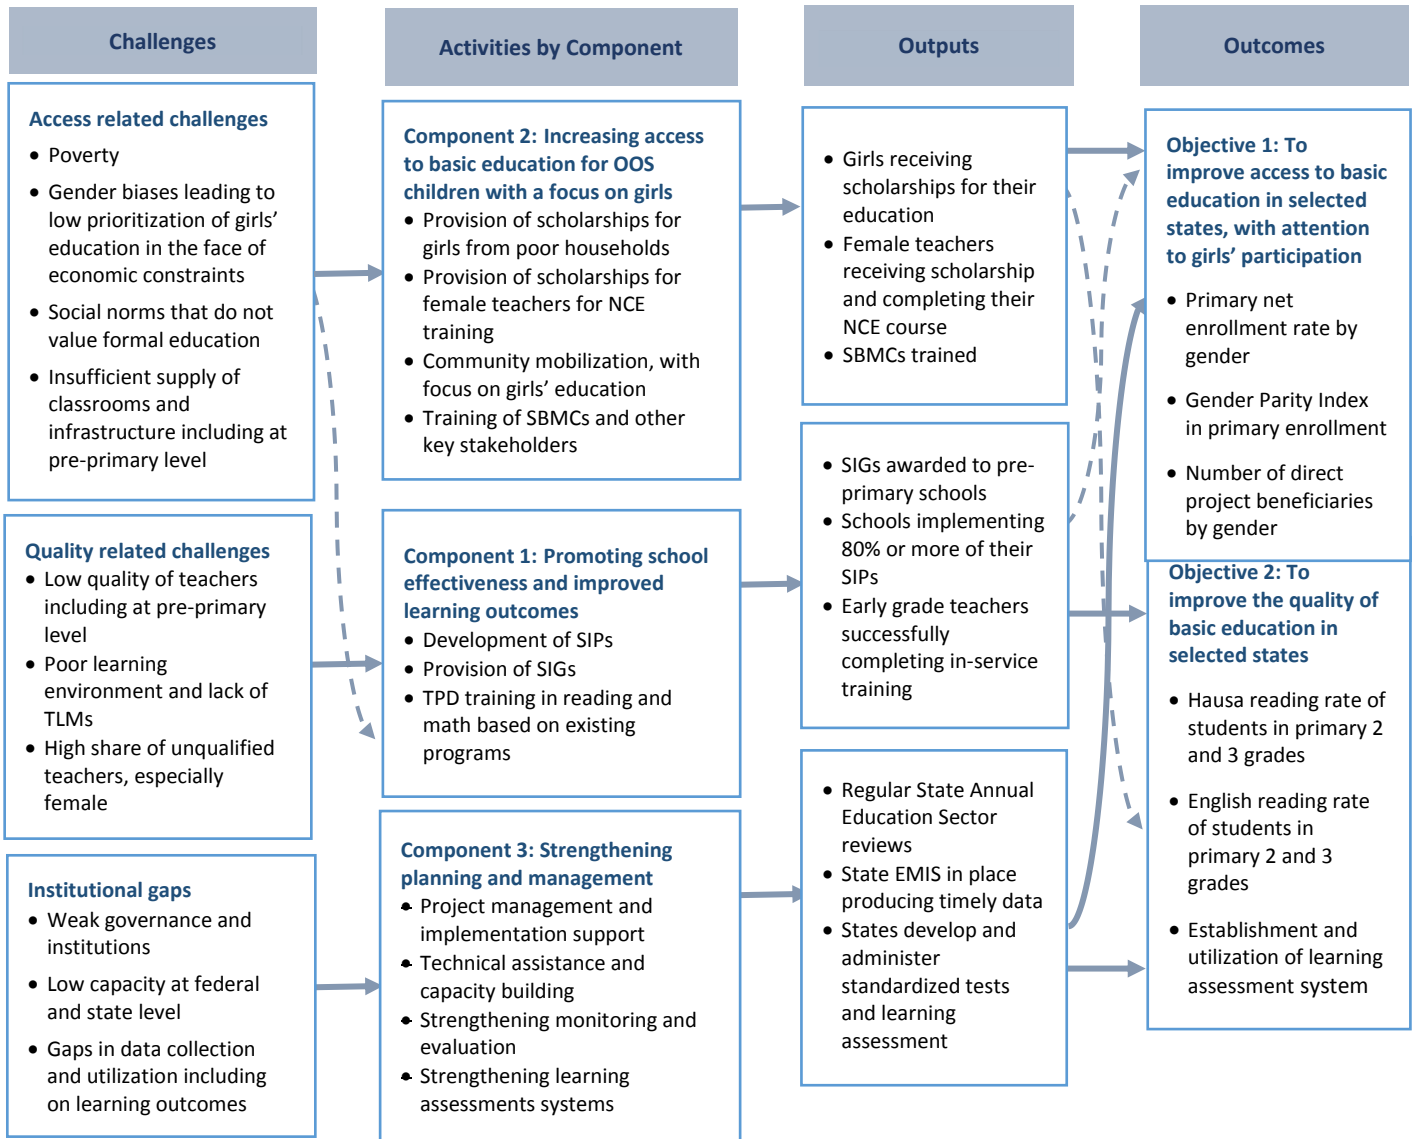 Challenges
Activities by Component
Outputs
Outcomes
Access related challenges
• Poverty
• Gender biases leading to
low prioritization of girls’
education in the face of
economic constraints
• Social norms that do not
value formal education
• Insufficient supply of
classrooms and
infrastructure including at
pre-primary level
Quality related challenges
• Low quality of teachers
including at pre-primary
level
• Poor learning
environment and lack of
TLMs
• High share of unqualified
teachers, especially
female
Institutional gaps
• Weak governance and
institutions
• Low capacity at federal
and state level
• Gaps in data collection
and utilization including
on learning outcomes
Component 2: Increasing access
to basic education for OOS
children with a focus on girls
• Provision of scholarships for
girls from poor households
• Provision of scholarships for
female teachers for NCE
training
• Community mobilization, with
focus on girls’ education
• Training of SBMCs and other
key stakeholders
Component 1: Promoting school
effectiveness and improved
learning outcomes
• Development of SIPs
• Provision of SIGs
• TPD training in reading and
math based on existing
programs
Component 3: Strengthening
planning and management
• Project management and
implementation support
• Technical assistance and
capacity building
• Strengthening monitoring and
evaluation
• Strengthening learning
assessments systems
• Girls receiving
scholarships for their
education
• Female teachers
receiving scholarship
and completing their
NCE course
• SBMCs trained
• SIGs awarded to pre-
primary schools
• Schools implementing
80% or more of their
SIPs
• Early grade teachers
successfully
completing in-service
training
• Regular State Annual
Education Sector
reviews
• State EMIS in place
producing timely data
• States develop and
administer
standardized tests
and learning
assessment
Objective 1: To
improve access to basic
education in selected
states, with attention
to girls’ participation
• Primary net
enrollment rate by
gender
• Gender Parity Index
in primary enrollment
• Number of direct
project beneficiaries
by gender
Objective 2: To
improve the quality of
basic education in
selected states
• Hausa reading rate of
students in primary 2
and 3 grades
• English reading rate
of students in
primary 2 and 3
grades
• Establishment and
utilization of learning
assessment system